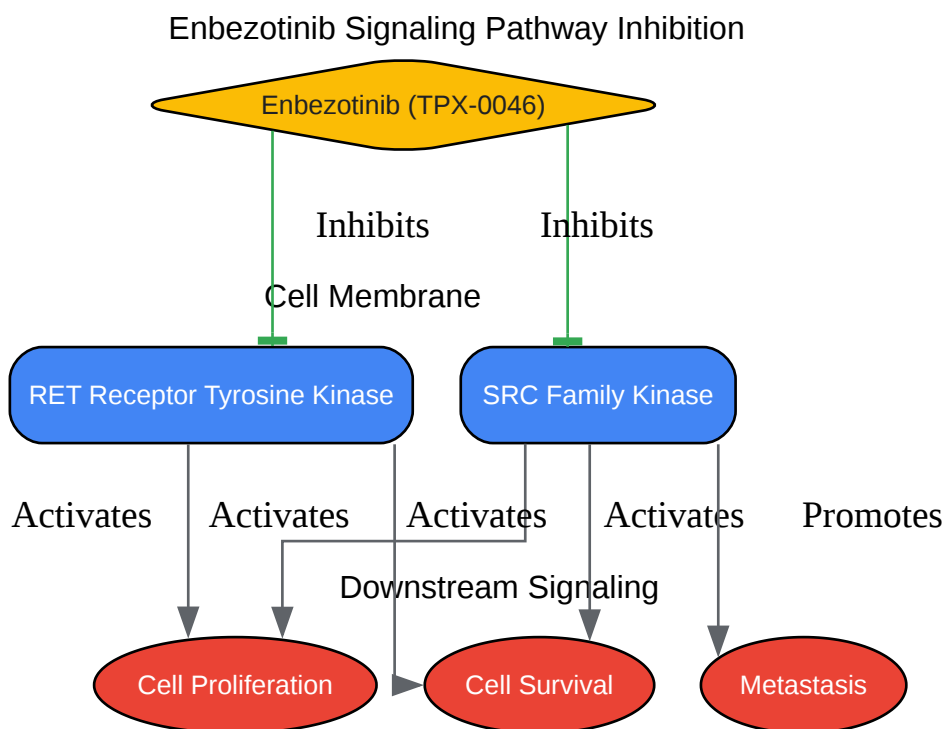 Enbezotinib Signaling Pathway Inhibition
Enbezotinib (TPX-0046)
Inhibits
Inhibits
Cell Membrane
RET Receptor Tyrosine Kinase
SRC Family Kinase
Activates
Activates
Activates
Activates
Promotes
Downstream Signaling
Cell Proliferation
Cell Survival
Metastasis